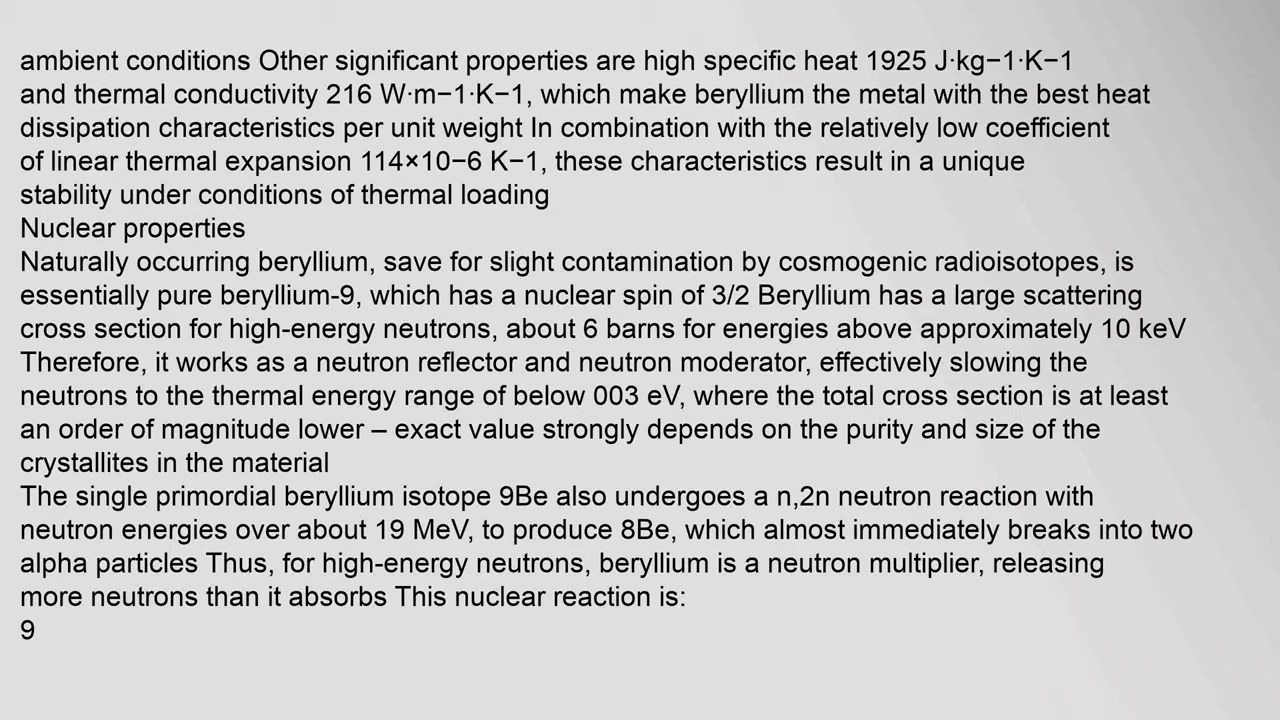 ambient conditions Other significant properties are high specific heat 1925 J·kg−1·K−1
and thermal conductivity 216 W·m−1·K−1, which make beryllium the metal with the best heat
dissipation characteristics per unit weight In combination with the relatively low coefficient
of linear thermal expansion 114×10−6 K−1, these characteristics result in a unique
stability under conditions of thermal loading
Nuclear properties
Naturally occurring beryllium, save for slight contamination by cosmogenic radioisotopes, is
essentially pure beryllium-9, which has a nuclear spin of 3/2 Beryllium has a large scattering
cross section for high-energy neutrons, about 6 barns for energies above approximately 10 keV
Therefore, it works as a neutron reflector and neutron moderator, effectively slowing the
neutrons to the thermal energy range of below 003 eV, where the total cross section is at least
an order of magnitude lower – exact value strongly depends on the purity and size of the
crystallites in the material
The single primordial beryllium isotope 9Be also undergoes a n,2n neutron reaction with
neutron energies over about 19 MeV, to produce 8Be, which almost immediately breaks into two
alpha particles Thus, for high-energy neutrons, beryllium is a neutron multiplier, releasing
more neutrons than it absorbs This nuclear reaction is:
9